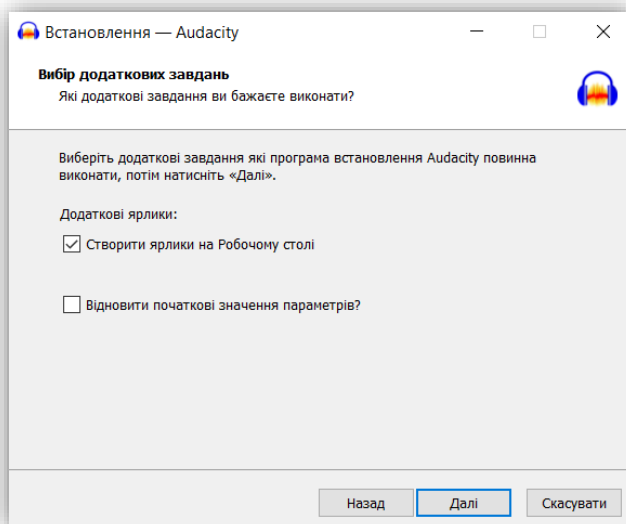 Встановлення — Audacity
Вибір додаткових завдань
Які додаткові завдання ви бажаєте виконати?
Виберіть додаткові завдання які програма встановлення Audacity повинна
виконати, потім натисніть «Далі».
Додаткові ярлики:
Створити ярлики на Робочому столі
Відновити початкові значення параметрів?
Назад Далі Скасувати